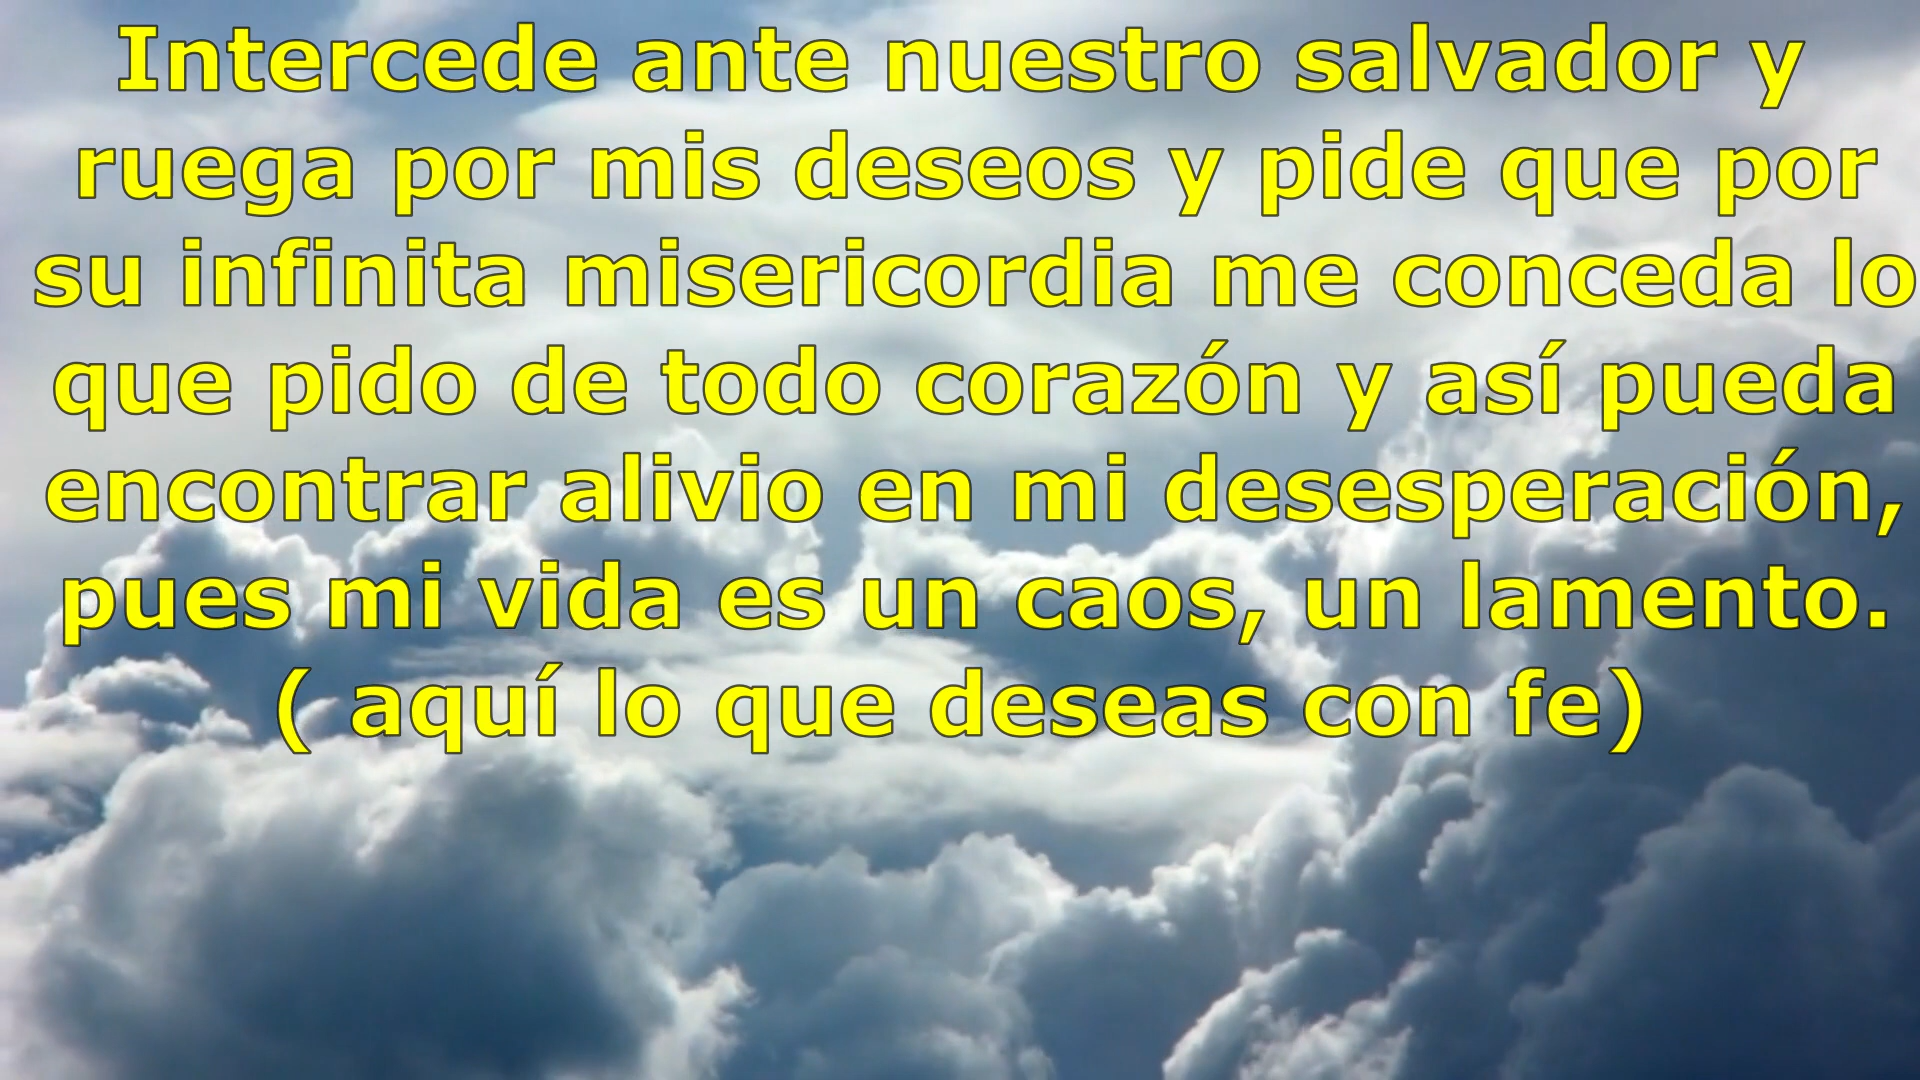 Intercede ante nuestro salvador y
ruega por mis deseos y pide que por
su infinita misericordia me conceda lo
que pido de todo corazón y así pueda
encontrar alivio en mi desesperación,
pues mi vida es un caos, un lamento.
( aquí lo que deseas con fe)